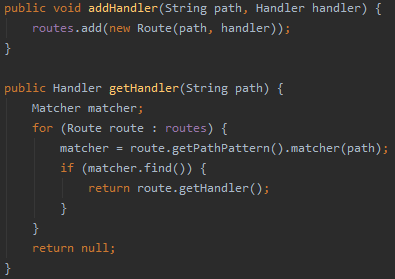 public void addHandler(String path, Handler handler) {
    routes.add(new Route(path, handler));
}

public Handler getHandler(String path) {
    Matcher matcher;
    for (Route route : routes) {
        matcher = route.getPathPattern().matcher(path);
        if (matcher.find()) {
            return route.getHandler();
        }
    }
    return null;
}